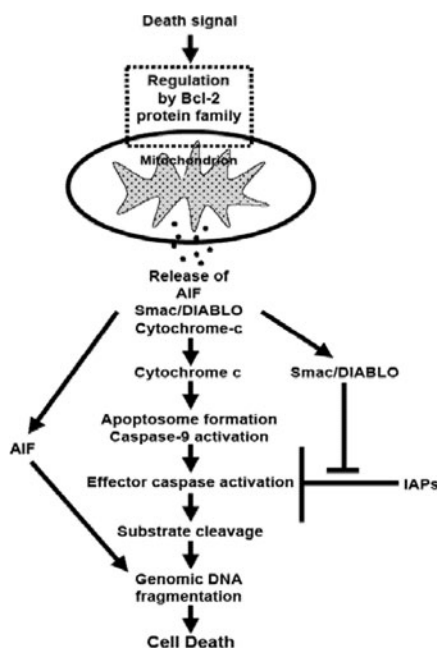 Death signal
Regulation
by Bcl-2
protein family
Mitochondrion
Release of
AIF
Smac/DIABLO
Cytochrome-c
Cytochrome c
Smac/DIABLO
Apoptosome formation
Caspase-9 activation
AIF
Effector caspase activation
IAPs
Substrate cleavage
Genomic DNA
fragmentation
Cell Death